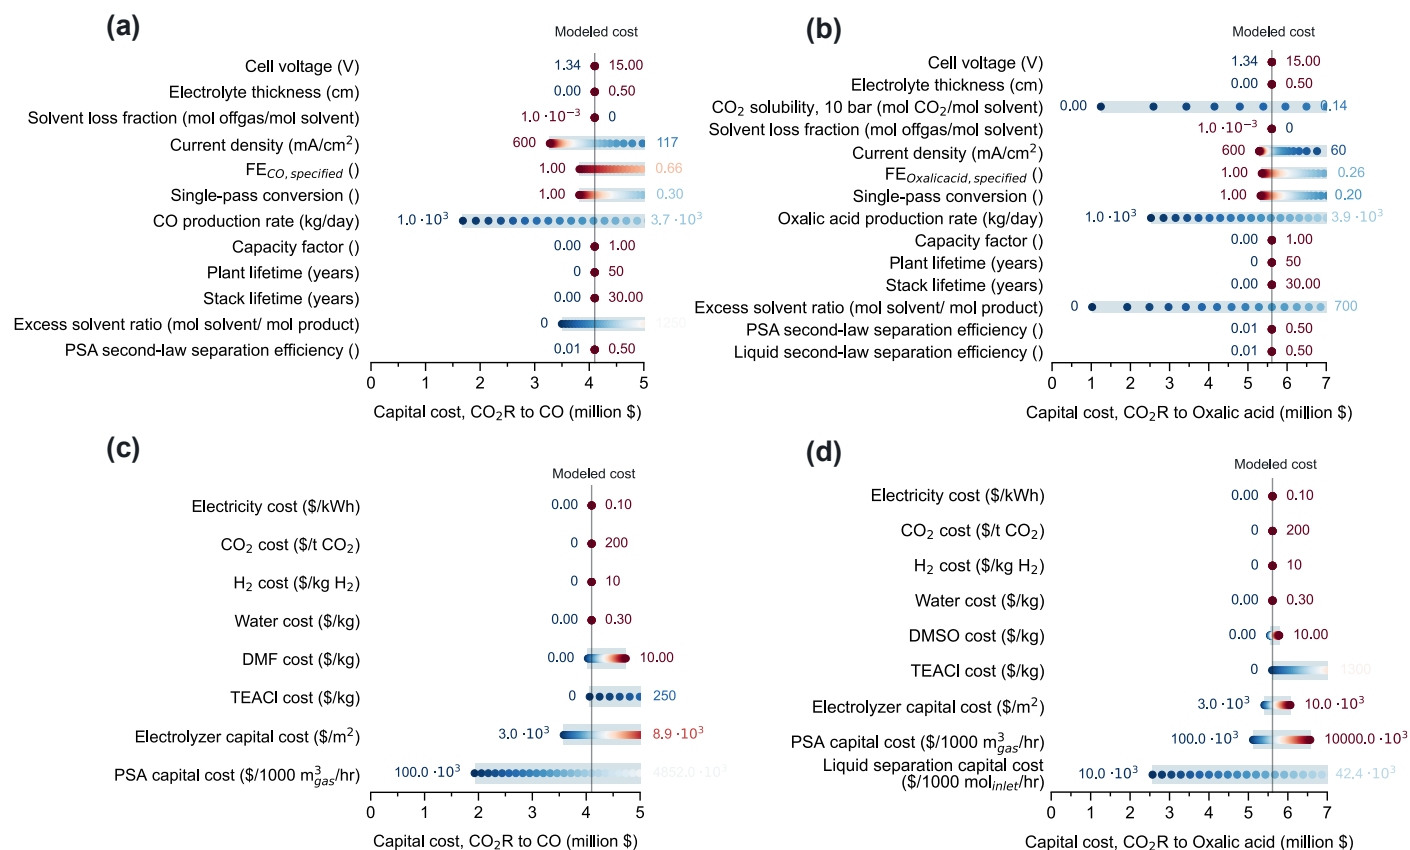 (a)
Modeled cost
Cell voltage (V) 1.34 15.00
Electrolyte thickness (cm) 0.00 0.50
Solvent loss fraction (mol offgas/mol solvent) 1.0 ·10⁻³ 0
Current density (mA/cm²) 600 117
FE_CO, specified () 1.00 0.66
Single-pass conversion () 1.00 0.30
CO production rate (kg/day) 1.0 ·10³ 3.7 ·10³
Capacity factor () 0.00 1.00
Plant lifetime (years) 0 50
Stack lifetime (years) 0.00 30.00
Excess solvent ratio (mol solvent/ mol product) 0 1250
PSA second-law separation efficiency () 0.01 0.50
0 1 2 3 4 5
Capital cost, CO₂R to CO (million $)
(b)
Modeled cost
Cell voltage (V) 1.34 15.00
Electrolyte thickness (cm) 0.00 0.50
CO₂ solubility, 10 bar (mol CO₂/mol solvent) 0.00 0.14
Solvent loss fraction (mol offgas/mol solvent) 1.0 ·10⁻³ 0
Current density (mA/cm²) 600 60
FE_Oxalicacid, specified () 1.00 0.26
Single-pass conversion () 1.00 0.20
Oxalic acid production rate (kg/day) 1.0 ·10³ 3.9 ·10³
Capacity factor () 0.00 1.00
Plant lifetime (years) 0 50
Stack lifetime (years) 0.00 30.00
Excess solvent ratio (mol solvent/ mol product) 0 700
PSA second-law separation efficiency () 0.01 0.50
Liquid second-law separation efficiency () 0.01 0.50
0 1 2 3 4 5 6 7
Capital cost, CO₂R to Oxalic acid (million $)
(c)
Modeled cost
Electricity cost ($/kWh) 0.00 0.10
CO₂ cost ($/t CO₂) 0 200
H₂ cost ($/kg H₂) 0 10
Water cost ($/kg) 0.00 0.30
DMF cost ($/kg) 0.00 10.00
TEACl cost ($/kg) 0 250
Electrolyzer capital cost ($/m²) 3.0 ·10³ 8.9 ·10³
PSA capital cost ($/1000 m³_gas/hr) 100.0 ·10³ 4852.0 ·10³
0 1 2 3 4 5
Capital cost, CO₂R to CO (million $)
(d)
Modeled cost
Electricity cost ($/kWh) 0.00 0.10
CO₂ cost ($/t CO₂) 0 200
H₂ cost ($/kg H₂) 0 10
Water cost ($/kg) 0.00 0.30
DMSO cost ($/kg) 0.00 10.00
TEACl cost ($/kg) 0 1300
Electrolyzer capital cost ($/m²) 3.0 ·10³ 10.0 ·10³
PSA capital cost ($/1000 m³_gas/hr) 100.0 ·10³ 10000.0 ·10³
Liquid separation capital cost
($/1000 mol_inlet/hr) 10.0 ·10³ 42.4 ·10³
0 1 2 3 4 5 6 7
Capital cost, CO₂R to Oxalic acid (million $)